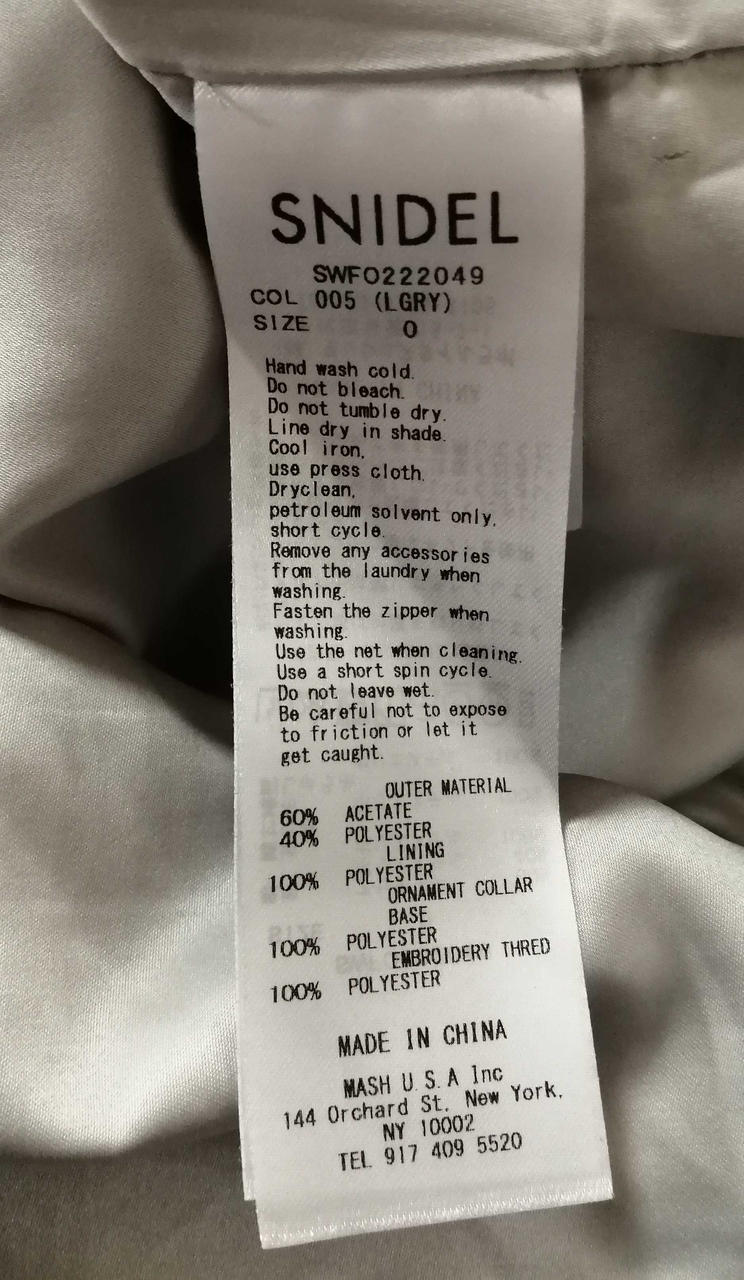 SNIDEL
SWFO222049
COL 005 (LGRY)
SIZE 0
Hand wash cold.
Do not bleach.
Do not tumble dry.
Line dry in shade.
Cool iron,
use press cloth.
Dryclean,
petroleum solvent only,
short cycle.
Remove any accessories
from the laundry when
washing.
Fasten the zipper when
washing.
Use the net when cleaning.
Use a short spin cycle.
Do not leave wet.
Be careful not to expose
to friction or let it
get caught.
OUTER MATERIAL
60% ACETATE
40% POLYESTER
LINING
100% POLYESTER
ORNAMENT COLLAR
BASE
100% POLYESTER
EMBROIDERY THRED
100% POLYESTER
MADE IN CHINA
MASH U.S.A Inc
144 Orchard St. New York,
NY 10002
TEL 917 409 5520